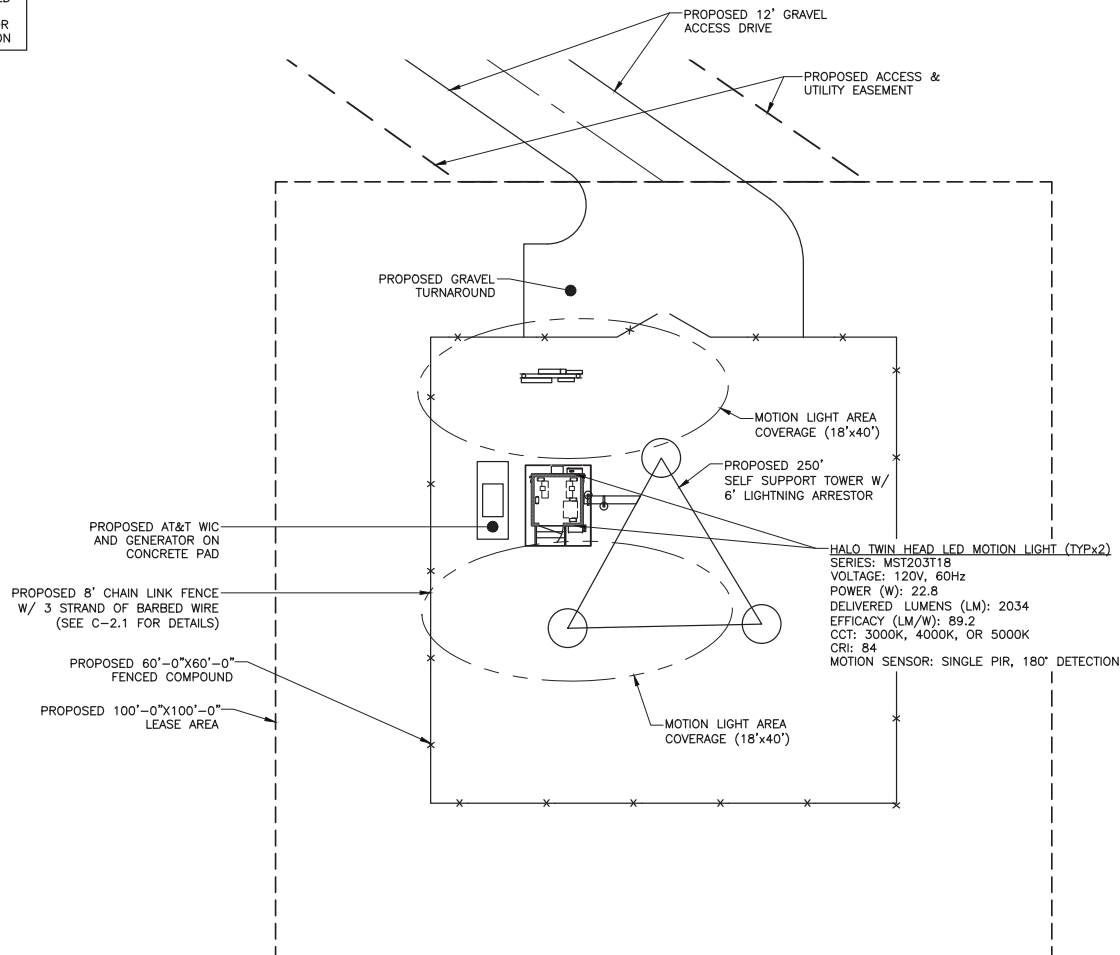 OR
ON
PROPOSED 12' GRAVEL
ACCESS DRIVE
PROPOSED ACCESS &
UTILITY EASEMENT
PROPOSED GRAVEL
TURNAROUND
MOTION LIGHT AREA
COVERAGE (18'x40')
PROPOSED 250'
SELF SUPPORT TOWER W/
6' LIGHTNING ARRESTOR
PROPOSED AT&T WIC
AND GENERATOR ON
CONCRETE PAD
HALO TWIN HEAD LED MOTION LIGHT (TYPx2)
SERIES: MST203T18
VOLTAGE: 120V, 60Hz
POWER (W): 22.8
DELIVERED LUMENS (LM): 2034
EFFICACY (LM/W): 89.2
CCT: 3000K, 4000K, OR 5000K
CRI: 84
MOTION SENSOR: SINGLE PIR, 180° DETECTION
PROPOSED 8' CHAIN LINK FENCE
W/ 3 STRAND OF BARBED WIRE
(SEE C-2.1 FOR DETAILS)
PROPOSED 60'-0"X60'-0"
FENCED COMPOUND
PROPOSED 100'-0"X100'-0"
LEASE AREA
MOTION LIGHT AREA
COVERAGE (18'x40')